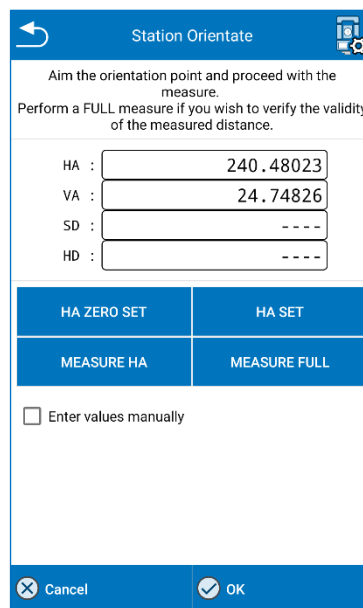 Station Orientate
Aim the orientation point and proceed with the
measure.
Perform a FULL measure if you wish to verify the validity
of the measured distance.
HA : 240.48023
VA : 24.74826
SD : ----
HD : ----
HA ZERO SET HA SET
MEASURE HA MEASURE FULL
Enter values manually
Cancel OK